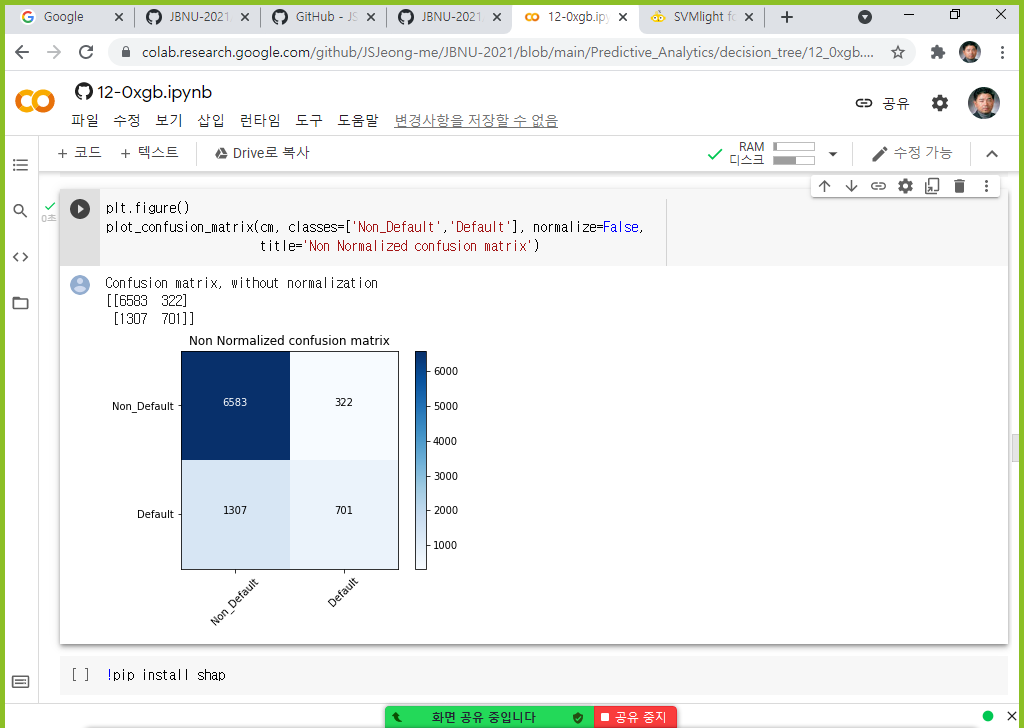 Google
JBNU-2021
GitHub - JS
JBNU-2021.
12-0xgb.ipy
SVMlight fo
colab.research.google.com/github/JSJeong-me/JBNU-2021/blob/main/Predictive_Analytics/decision_tree/12_0xgb....
12-0xgb.ipynb
파일 수정 보기 삽입 런타임 도구 도움말 변경사항을 저장할 수 없음
공유
+ 코드 + 텍스트 Drive로 복사
RAM
디스크
수정 가능
0초
plt.figure()
plot_confusion_matrix(cm, classes=['Non_Default','Default'], normalize=False,
title='Non Normalized confusion matrix')
Confusion matrix, without normalization
[[6583 322]
[1307 701]]
Non Normalized confusion matrix
6000
5000
4000
3000
2000
1000
Non_Default
6583
322
Default
1307
701
Non_Default
Default
[ ] !pip install shap
화면 공유 중입니다
공유 중지